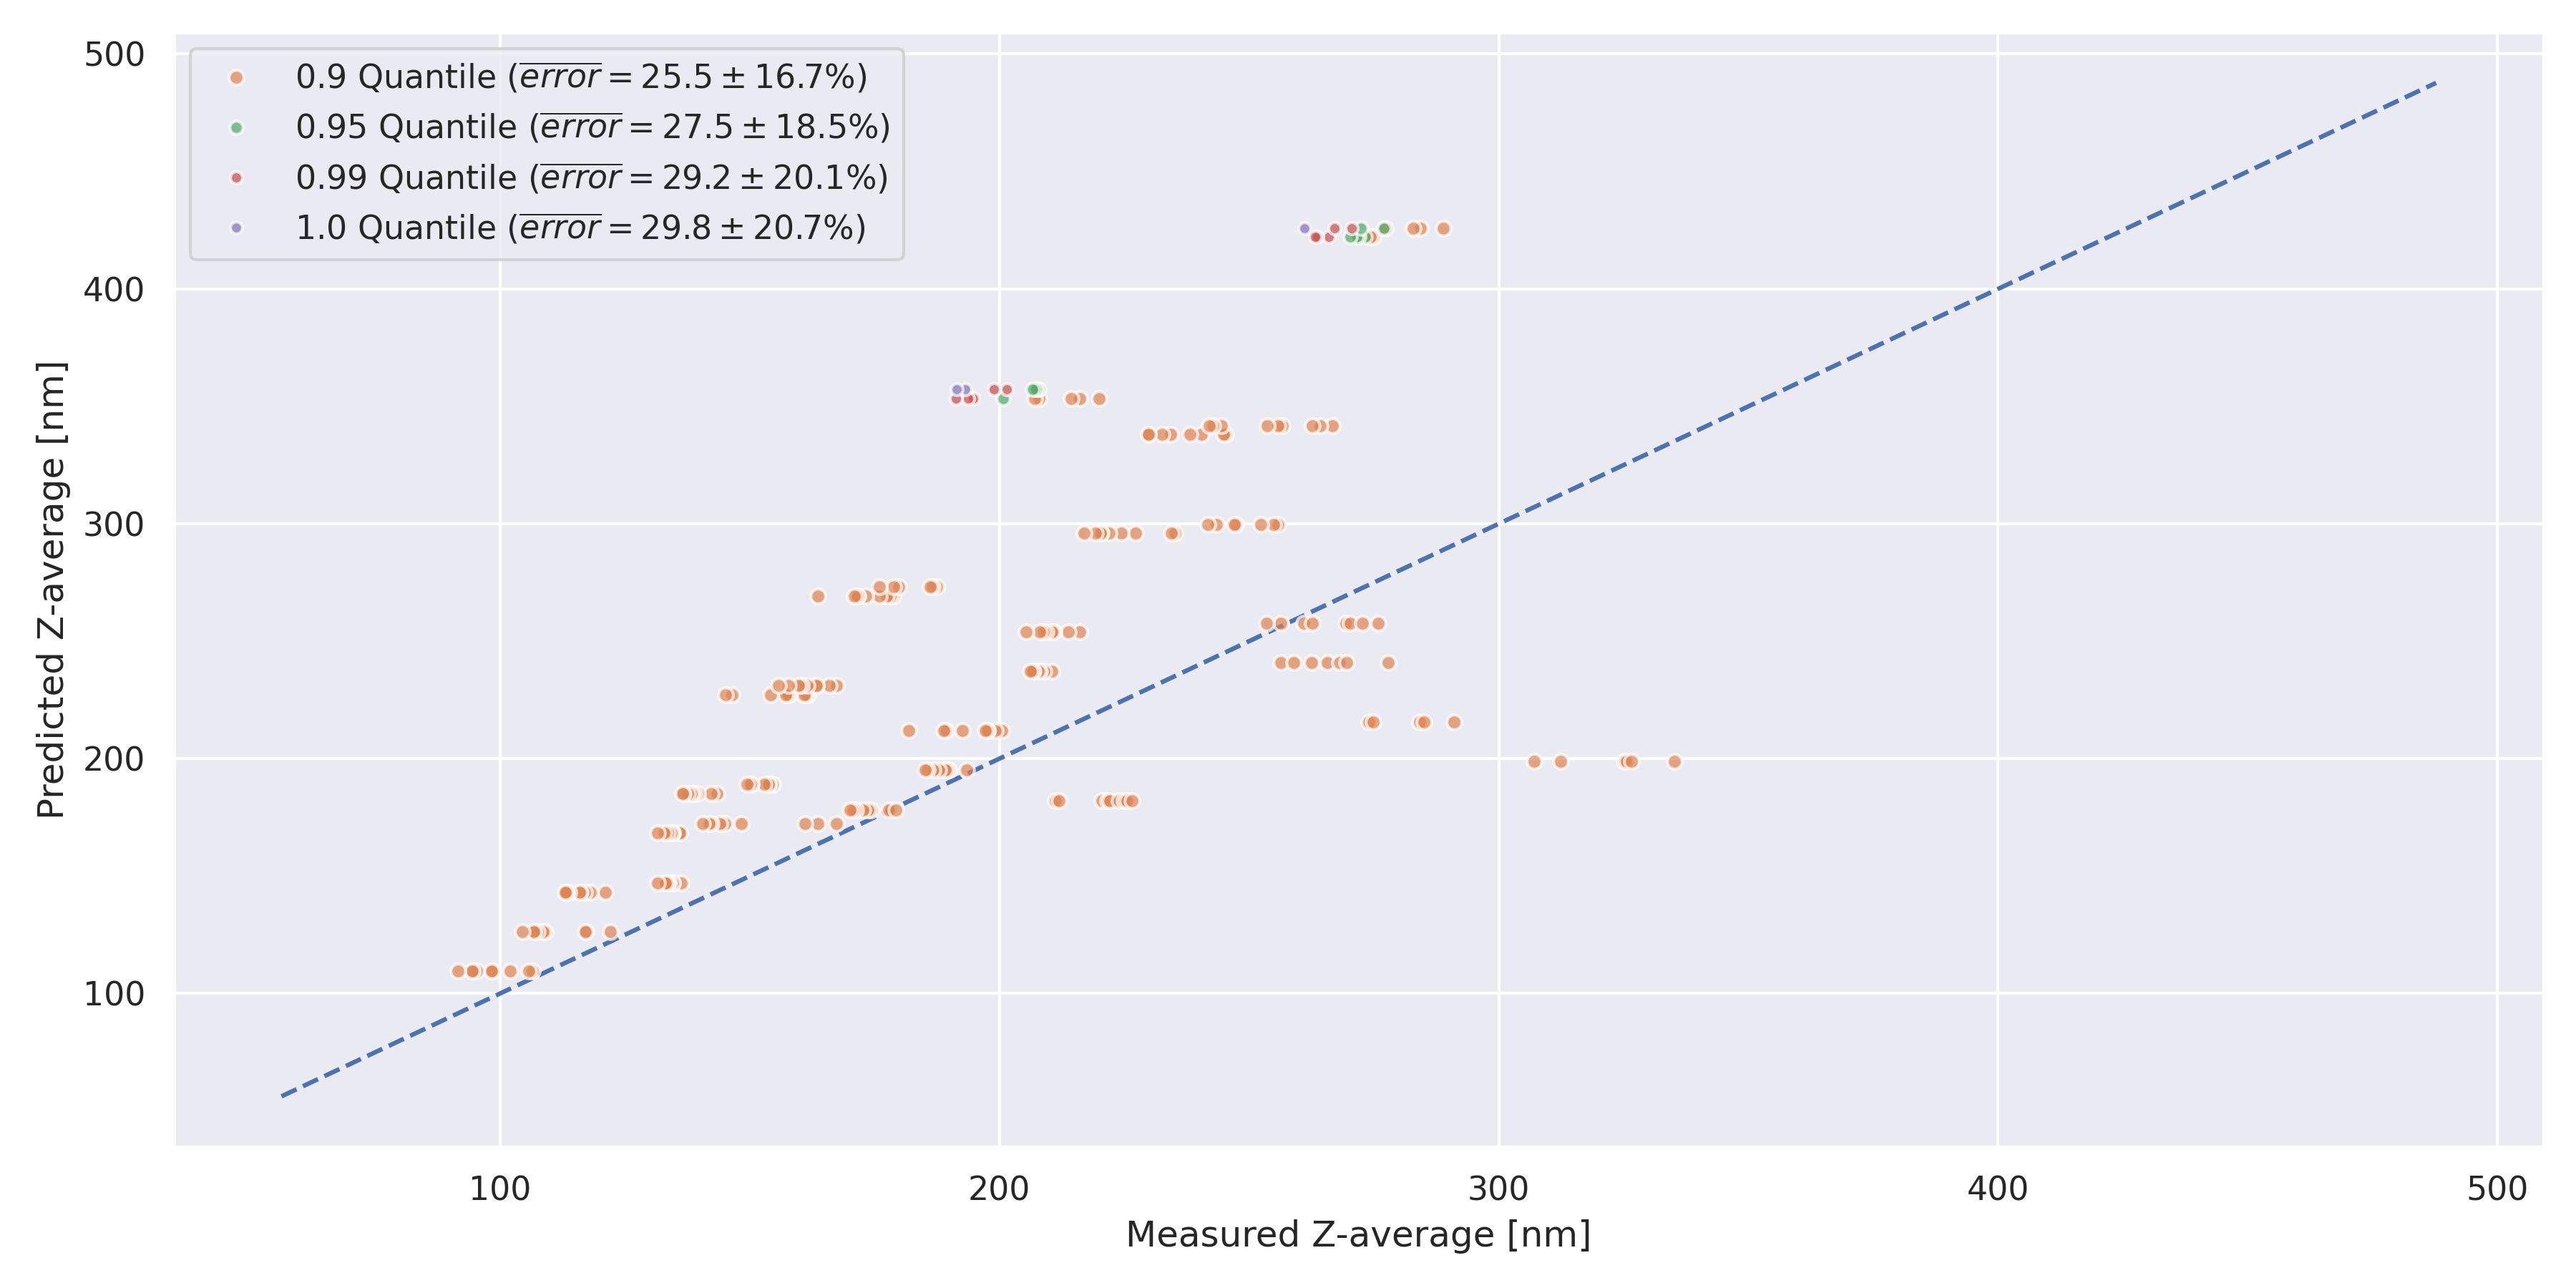 500
400
300
200
100
Predicted Z-average [nm]
0.9 Quantile (error = 25.5 ± 16.7%)
0.95 Quantile (error = 27.5 ± 18.5%)
0.99 Quantile (error = 29.2 ± 20.1%)
1.0 Quantile (error = 29.8 ± 20.7%)
100 200 300 400 500
Measured Z-average [nm]